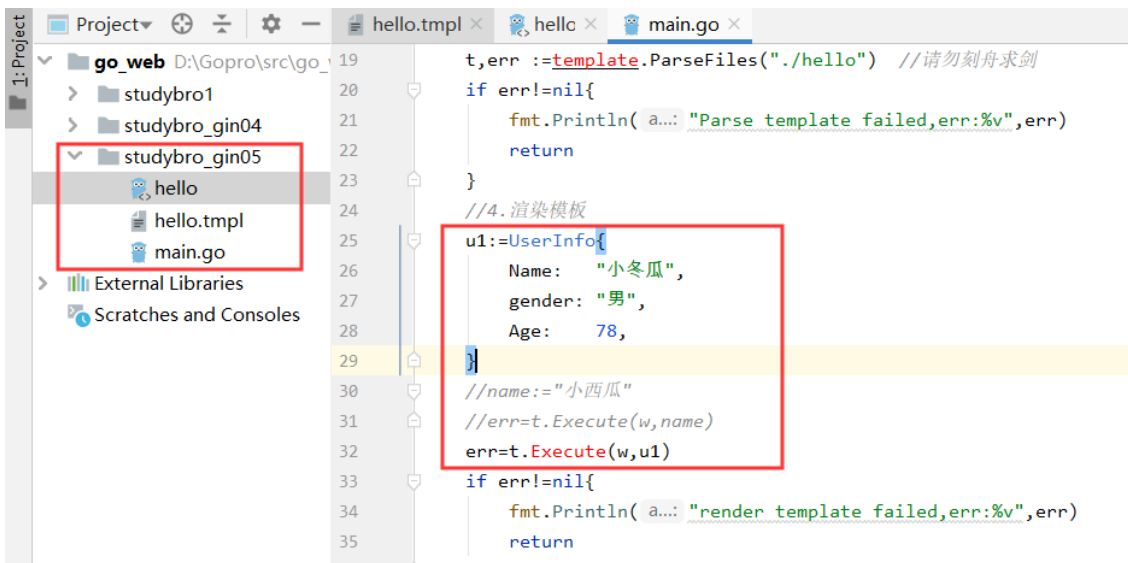 1: Project
Project
hello.tmpl
hello
main.go
go_web D:\Gopro\src\go_
studybro1
studybro_gin04
studybro_gin05
hello
hello.tmpl
main.go
External Libraries
Scratches and Consoles
19 t,err :=template.ParseFiles("./hello") //请勿刻舟求剑
20 if err!=nil{
21 fmt.Println( a...: "Parse template failed,err:%v",err)
22 return
23 }
24 //4.渲染模板
25 u1:=UserInfo{
26 Name: "小冬瓜",
27 gender: "男",
28 Age: 78,
29 }
30 //name:="小西瓜"
31 //err=t.Execute(w,name)
32 err=t.Execute(w,u1)
33 if err!=nil{
34 fmt.Println( a...: "render template failed,err:%v",err)
35 return